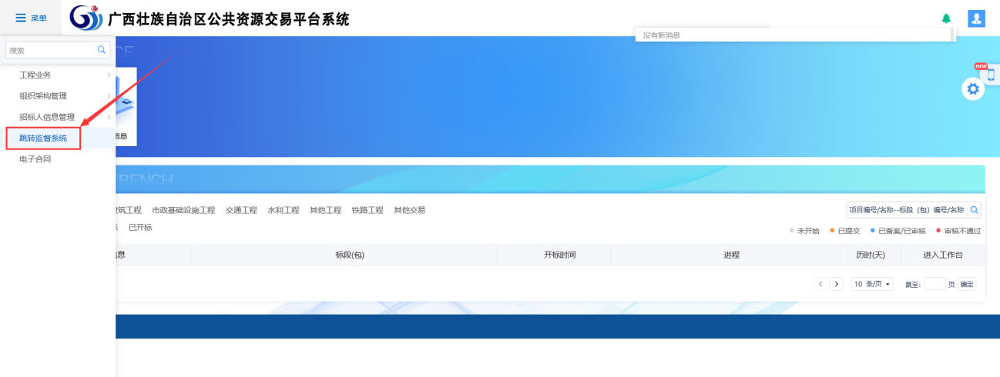 菜单
广西壮族自治区公共资源交易平台系统
没有新消息
搜索
CE
工程业务
NEW
组织架构管理
招标人信息管理
跳转监督系统
信息
电子合同
BENCH
建筑工程 市政基础设施工程 交通工程 水利工程 其他工程 铁路工程 其他交易
项目编号/名称--标段（包）编号/名称
已开标
未开始 已提交 已备案/已审核 审核不通过
信息 标段(包) 开标时间 进程 历时(天) 进入工作台
10 条/页 跳至: 页 确定